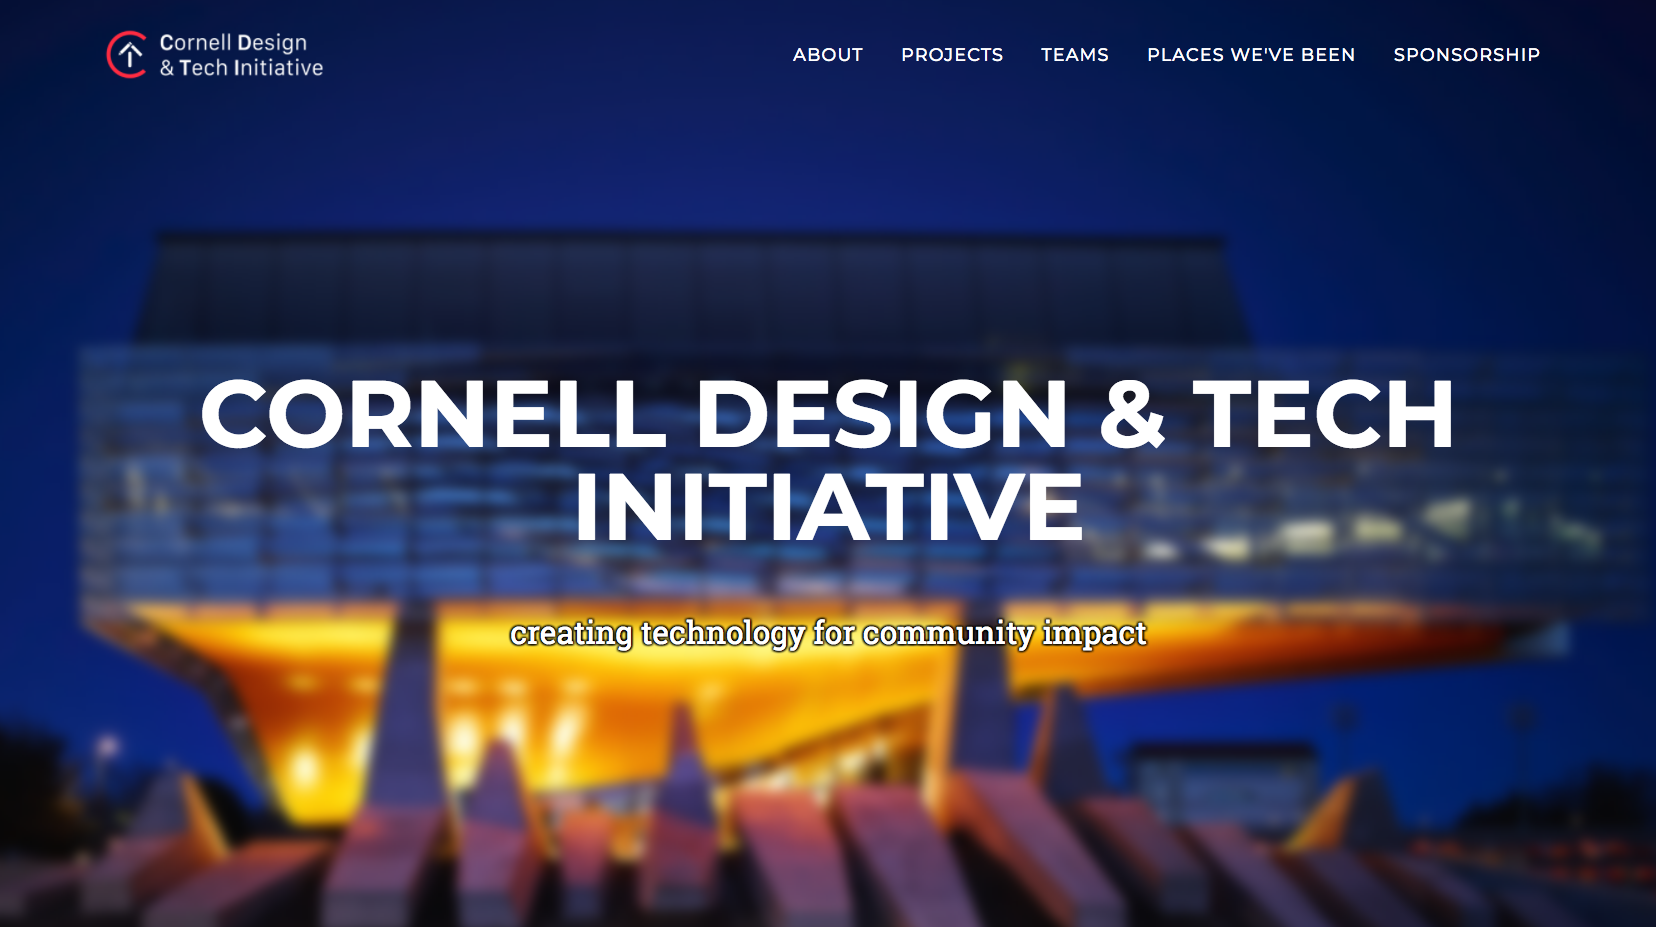 Cornell Design
& Tech Initiative
ABOUT PROJECTS TEAMS PLACES WE'VE BEEN SPONSORSHIP
CORNELL DESIGN & TECH
INITIATIVE
creating technology for community impact